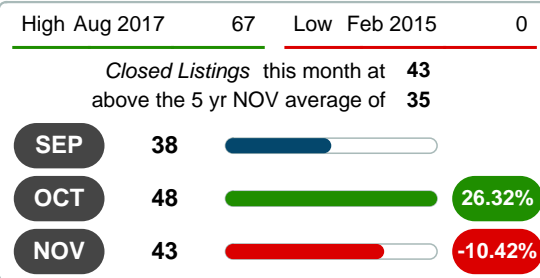 High Aug 2017 67 Low Feb 2015 0
Closed Listings this month at 43
above the 5 yr NOV average of 35
SEP 38
OCT 48 26.32%
NOV 43 -10.42%